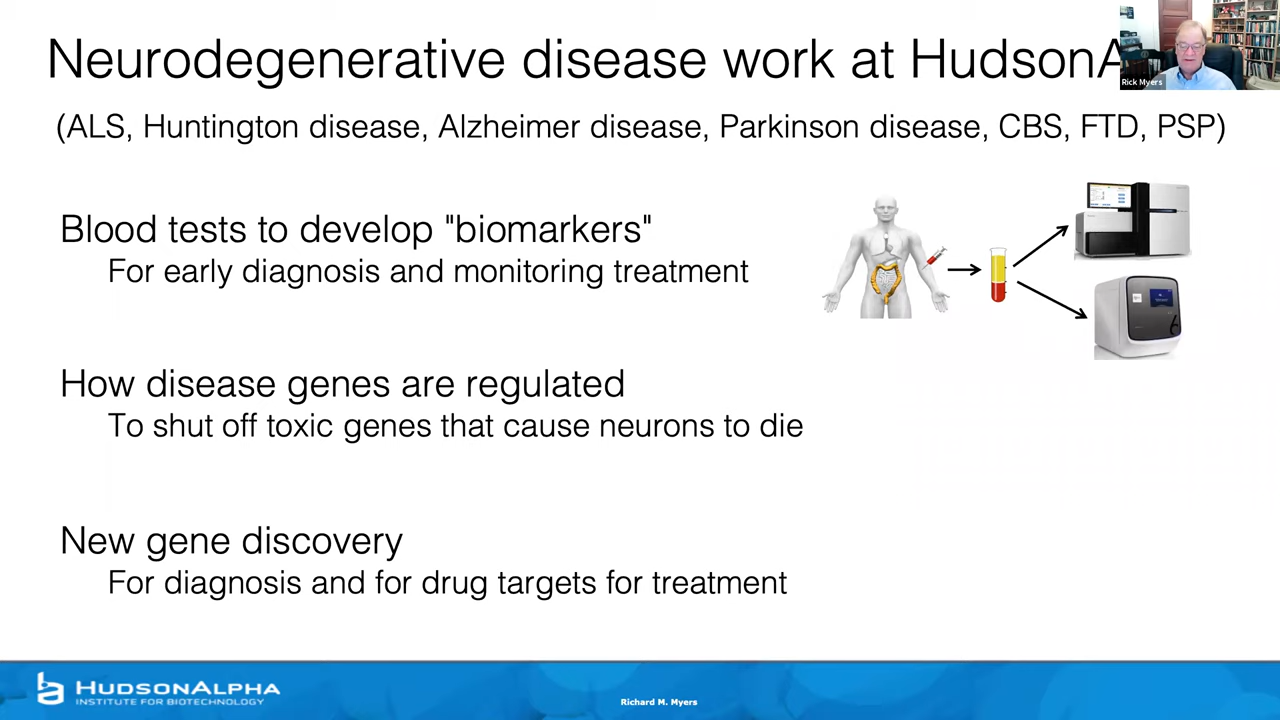 Neurodegenerative disease work at HudsonA
Rick Myers
(ALS, Huntington disease, Alzheimer disease, Parkinson disease, CBS, FTD, PSP)
Blood tests to develop "biomarkers"
For early diagnosis and monitoring treatment
How disease genes are regulated
To shut off toxic genes that cause neurons to die
New gene discovery
For diagnosis and for drug targets for treatment
HUDSONALPHA
INSTITUTE FOR BIOTECHNOLOGY
Richard M. Myers